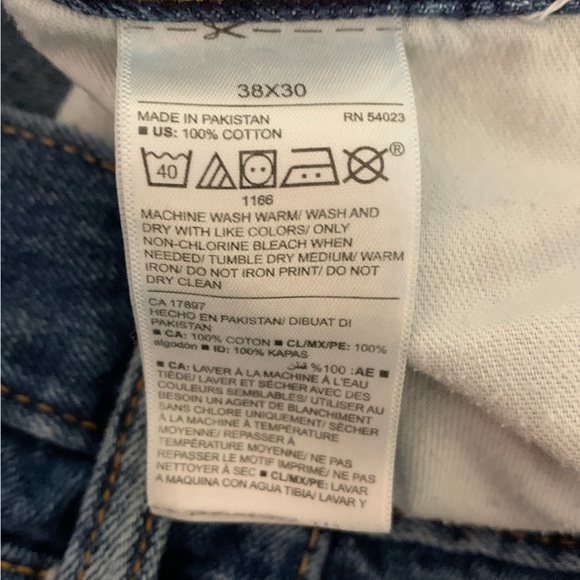 38X30
MADE IN PAKISTAN RN 54023
■ US: 100% COTTON
40 ®
1166
MACHINE WASH WARM/ WASH AND
DRY WITH LIKE COLORS/ ONLY
NON-CHLORINE BLEACH WHEN
NEEDED/ TUMBLE DRY MEDIUM/ WARM
IRON/ DO NOT IRON PRINT/ DO NOT
DRY CLEAN
CA 17897
HECHO EN PAKISTAN/ DIBUAT DI
PAKISTAN
■ CA: 100% COTON ■ CL/MX/PE: 100%
algodón ■ ID: 100% KAPAS
■ AE: 100% قطن
■ CA: LAVER À LA MACHINE À L'EAU
TIÈDE/ LAVER ET SÉCHER AVEC DES
COULEURS SEMBLABLES/ UTILISER AU
BESOIN UN AGENT DE BLANCHIMENT
SANS CHLORE UNIQUEMENT/ SÉCHER
À LA MACHINE À TEMPÉRATURE
MOYENNE/ REPASSER À
TEMPÉRATURE MOYENNE/ NE PAS
REPASSER LE MOTIF IMPRIMÉ/ NE PAS
NETTOYER À SEC ■ CL/MX/PE: LAVAR
A MAQUINA CON AGUA TIBIA/ LAVAR Y